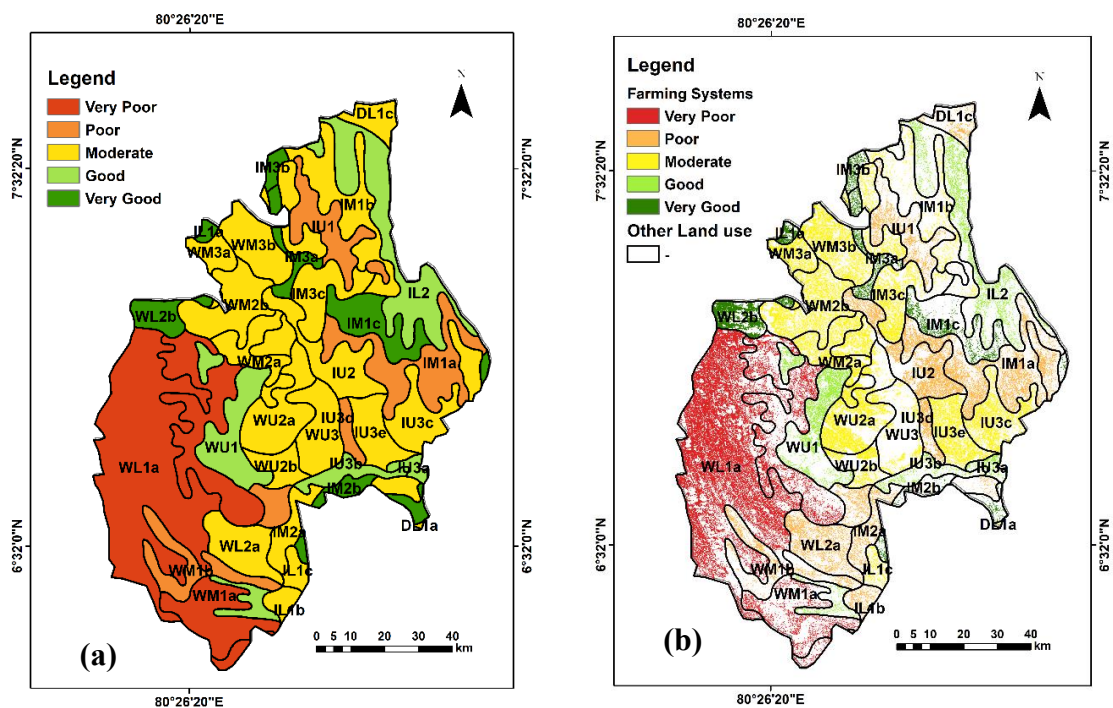 80°26'20"E
Legend
Very Poor
Poor
Moderate
Good
Very Good
N
7°32'20"N
6°32'0"N
DL1c
IM3b
IM1b
IU1
IL1a
WM3a
WM3b
IM3a
IL2
IM3c
WM2b
WL2b
IM1c
WM2a
IM1a
IU2
WU2a
IU3d
IU3c
WU3
IU3e
WU1
WL1a
WU2b
IU3b
IU3a
IM2b
DL1a
IM2a
WL2a
IL1c
WM1b
WM1a
IL1b
(a)
0 5 10 20 30 40
km
80°26'20"E
80°26'20"E
Legend
Farming Systems
Very Poor
Poor
Moderate
Good
Very Good
Other Land use
-
N
7°32'20"N
7°32'20"N
6°32'0"N
6°32'0"N
DL1c
IM3b
IM1b
IU1
IL1a
WM3a
WM3b
IM3a
IL2
IM3c
WM2b
WL2b
IM1c
WM2a
IM1a
IU2
WU2a
IU3d
IU3c
WU3
IU3e
WU1
WL1a
WU2b
IU3b
IU3a
IM2b
DL1a
IM2a
WL2a
IL1c
WM1b
WM1a
IL1b
(b)
0 5 10 20 30 40
km
80°26'20"E